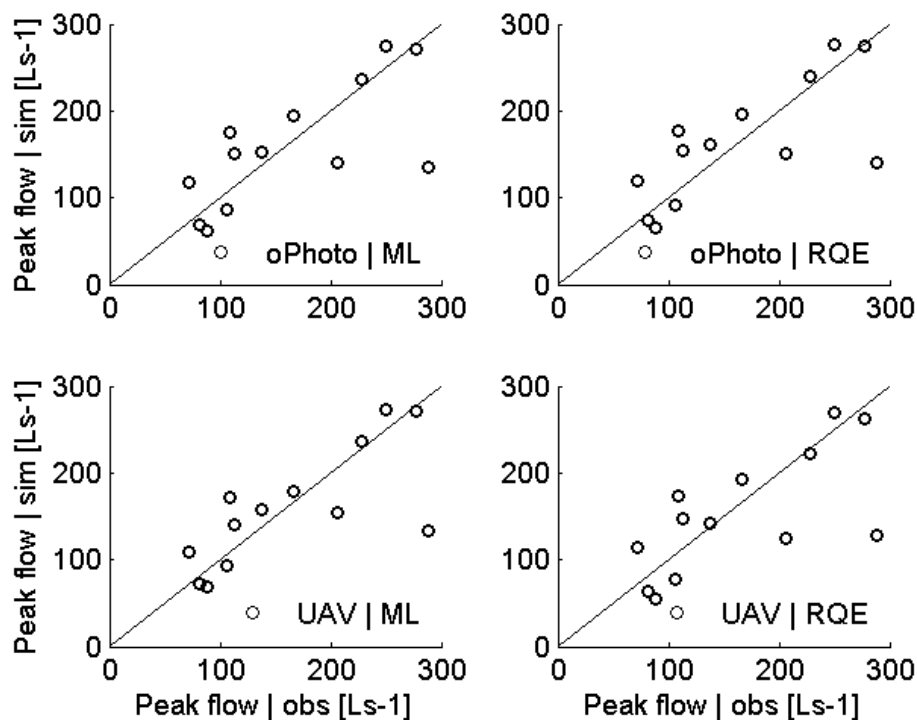 Peak flow | sim [Ls-1]
300
200
100
0
oPhoto | ML
0 100 200 300
300
200
100
0
oPhoto | RQE
0 100 200 300
Peak flow | sim [Ls-1]
300
200
100
0
UAV | ML
0 100 200 300
Peak flow | obs [Ls-1]
300
200
100
0
UAV | RQE
0 100 200 300
Peak flow | obs [Ls-1]